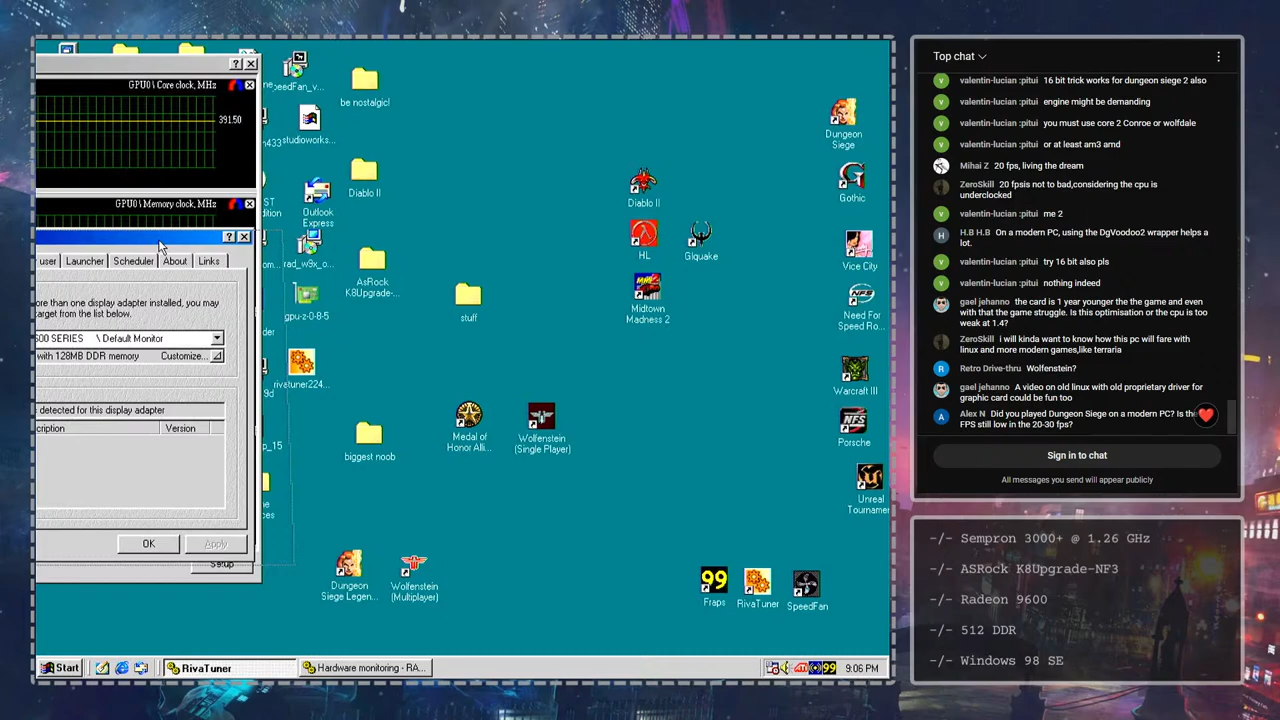 GPU0 \ Core clock, MHz
391.50
GPU0 \ Memory clock, MHz
user
Launcher
Scheduler
About
Links
ore than one display adapter installed, you may
target from the list below.
SERIES \ Default Monitor
with 128MB DDR memory
Customize...
detected for this display adapter
cription
Version
OK
Apply
Setup
SpeedFan_v...
studioworks...
Outlook
Express
rad_w9x_o...
gpu-z-0-8-5
rivatuner224...
be nostalgic!
Diablo II
AsRock
K8Upgrade-...
biggest noob
stuff
Medal of
Honor Alli...
Wolfenstein
(Single Player)
Dungeon
Siege Legen...
Wolfenstein
(Multiplayer)
Diablo II
HL
Glquake
Midtown
Madness 2
Dungeon
Siege
Gothic
Vice City
Need For
Speed Ro...
Warcraft III
Porsche
Unreal
Tournamer
99
Fraps
RivaTuner
SpeedFan
Start
RivaTuner
Hardware monitoring - RA...
99
9:06 PM
Top chat
valentin-lucian :pitui 16 bit trick works for dungeon siege 2 also
valentin-lucian :pitui engine might be demanding
valentin-lucian :pitui you must use core 2 Conroe or wolfdale
valentin-lucian :pitui or at least am3 amd
Mihai Z 20 fps, living the dream
ZeroSkill 20 fpsis not to bad,considering the cpu is
underclocked
valentin-lucian :pitui me 2
H.B H.B On a modern PC, using the DgVoodoo2 wrapper helps a
lot.
valentin-lucian :pitui try 16 bit also pls
valentin-lucian :pitui nothing indeed
gael jehanno the card is 1 year younger the the game and even
with that the game struggle. Is this optimisation or the cpu is too
weak at 1.4?
ZeroSkill i will kinda want to know how this pc will fare with
linux and more modern games,like terraria
Retro Drive-thru Wolfenstein?
gael jehanno A video on old linux with old proprietary driver for
graphic card could be fun too
Alex N Did you played Dungeon Siege on a modern PC? Is the
FPS still low in the 20-30 fps?
Sign in to chat
All messages you send will appear publicly
-/- Sempron 3000+ @ 1.26 GHz
-/- ASRock K8Upgrade-NF3
-/- Radeon 9600
-/- 512 DDR
-/- Windows 98 SE